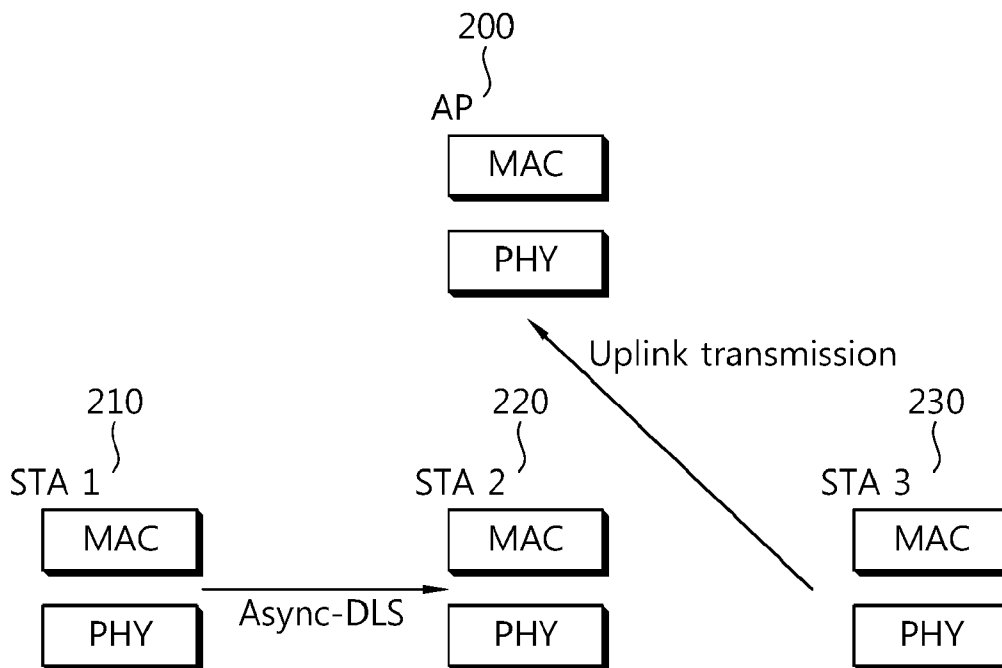 200
AP
MAC
PHY
Uplink transmission
210
220
230
STA 1
STA 2
STA 3
MAC
MAC
MAC
Async-DLS
PHY
PHY
PHY